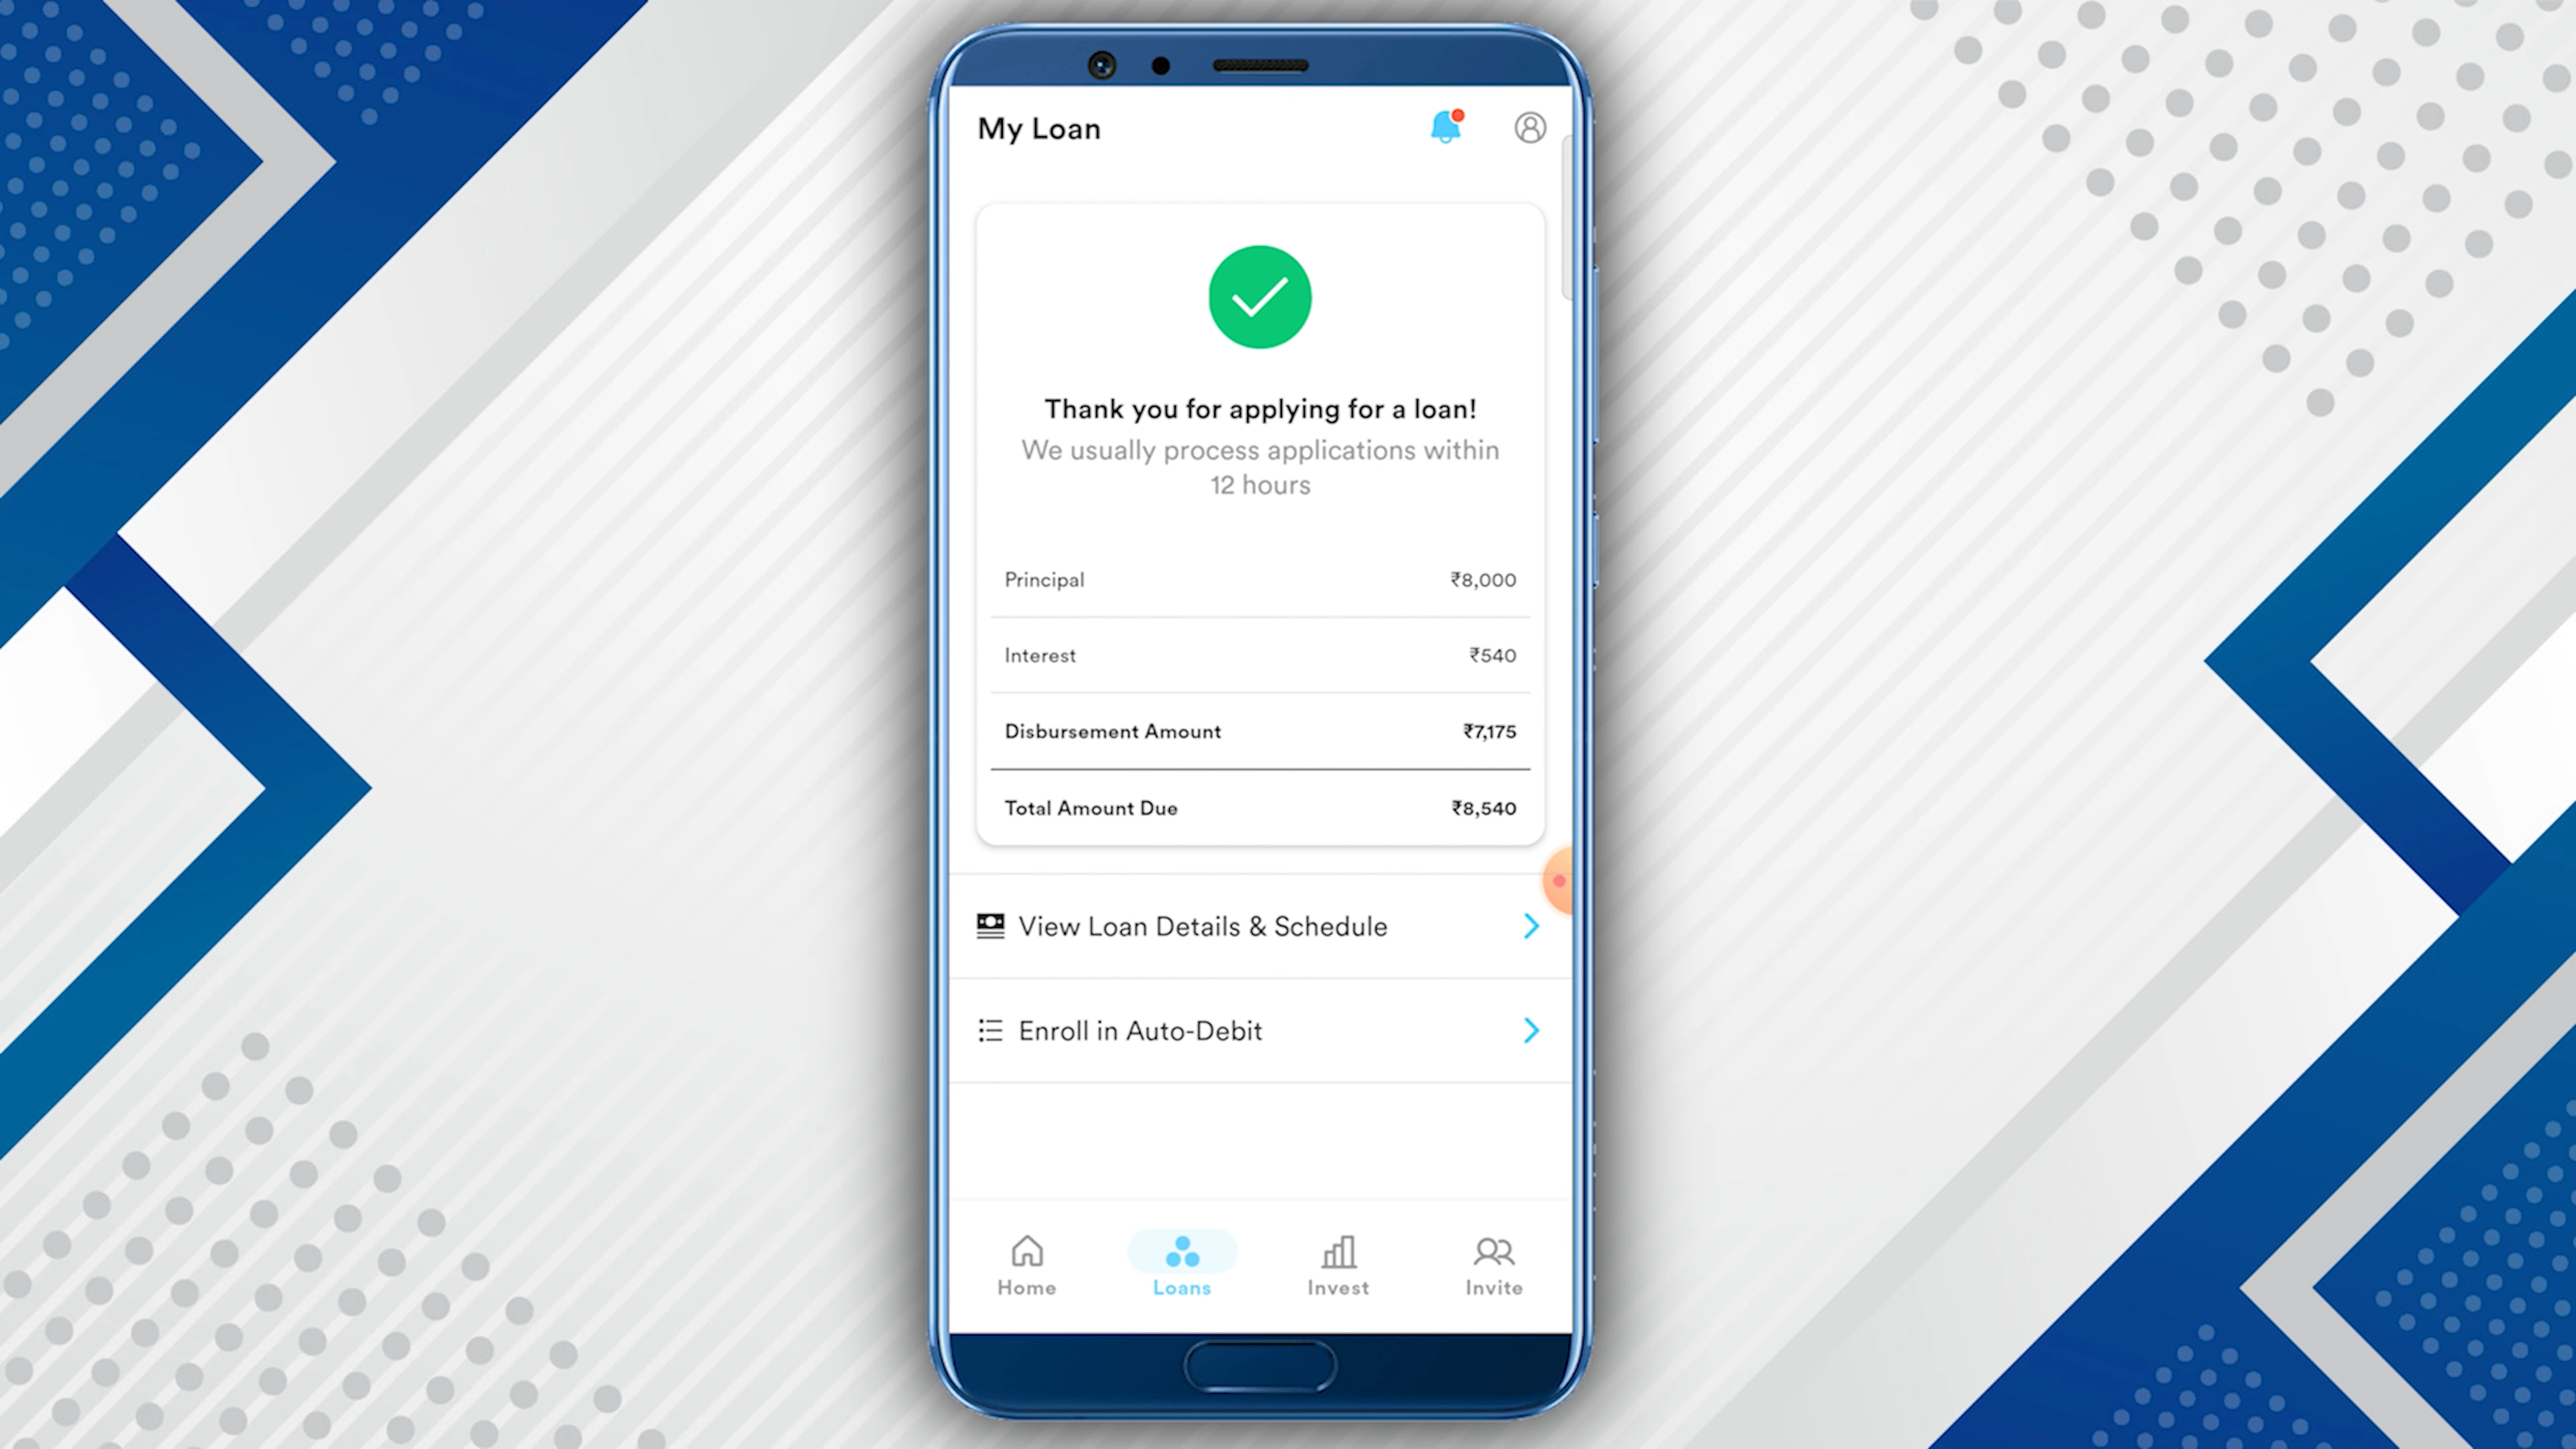 My Loan
Thank you for applying for a loan!
We usually process applications within
12 hours
Principal ₹8,000
Interest ₹540
Disbursement Amount ₹7,175
Total Amount Due ₹8,540
View Loan Details & Schedule
Enroll in Auto-Debit
Home Loans Invest Invite